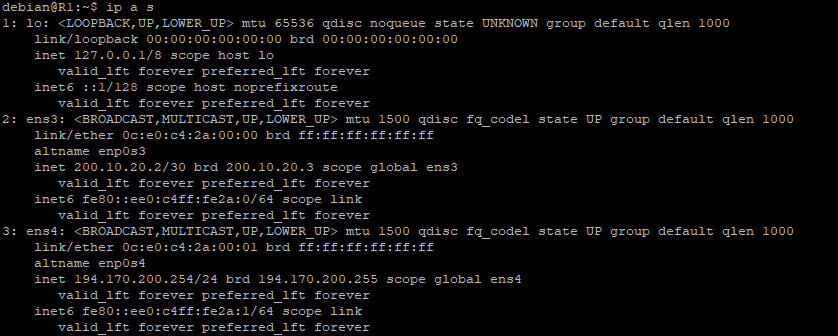 debian@R1:~$ ip a s
1: lo: <LOOPBACK,UP,LOWER_UP> mtu 65536 qdisc noqueue state UNKNOWN group default qlen 1000
    link/loopback 00:00:00:00:00:00 brd 00:00:00:00:00:00
    inet 127.0.0.1/8 scope host lo
       valid_lft forever preferred_lft forever
    inet6 ::1/128 scope host noprefixroute
       valid_lft forever preferred_lft forever
2: ens3: <BROADCAST,MULTICAST,UP,LOWER_UP> mtu 1500 qdisc fq_codel state UP group default qlen 1000
    link/ether 0c:e0:c4:2a:00:00 brd ff:ff:ff:ff:ff:ff
    altname enp0s3
    inet 200.10.20.2/30 brd 200.10.20.3 scope global ens3
       valid_lft forever preferred_lft forever
    inet6 fe80::ee0:c4ff:fe2a:0/64 scope link
       valid_lft forever preferred_lft forever
3: ens4: <BROADCAST,MULTICAST,UP,LOWER_UP> mtu 1500 qdisc fq_codel state UP group default qlen 1000
    link/ether 0c:e0:c4:2a:00:01 brd ff:ff:ff:ff:ff:ff
    altname enp0s4
    inet 194.170.200.254/24 brd 194.170.200.255 scope global ens4
       valid_lft forever preferred_lft forever
    inet6 fe80::ee0:c4ff:fe2a:1/64 scope link
       valid_lft forever preferred_lft forever